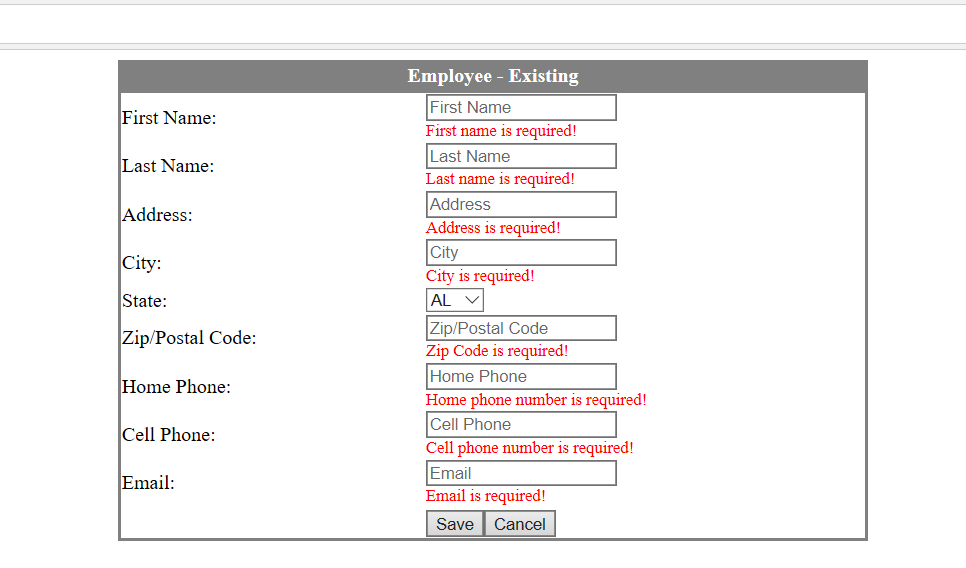 Employee - Existing
First Name:
First Name
First name is required!
Last Name:
Last Name
Last name is required!
Address:
Address
Address is required!
City:
City
City is required!
State:
AL
Zip/Postal Code:
Zip/Postal Code
Zip Code is required!
Home Phone:
Home Phone
Home phone number is required!
Cell Phone:
Cell Phone
Cell phone number is required!
Email:
Email
Email is required!
Save Cancel